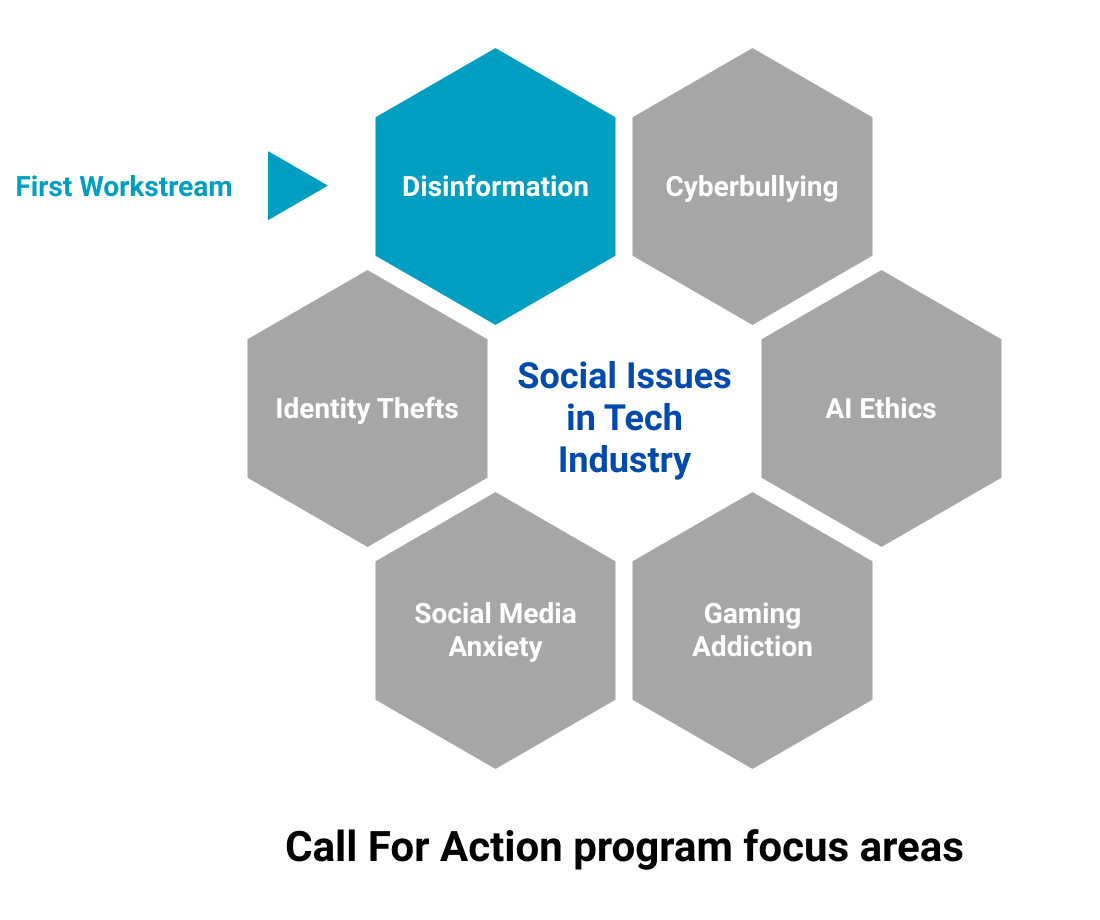 First Workstream
Disinformation
Cyberbullying
Identity Thefts
Social Issues
in Tech
Industry
AI Ethics
Social Media
Anxiety
Gaming
Addiction
Call For Action program focus areas